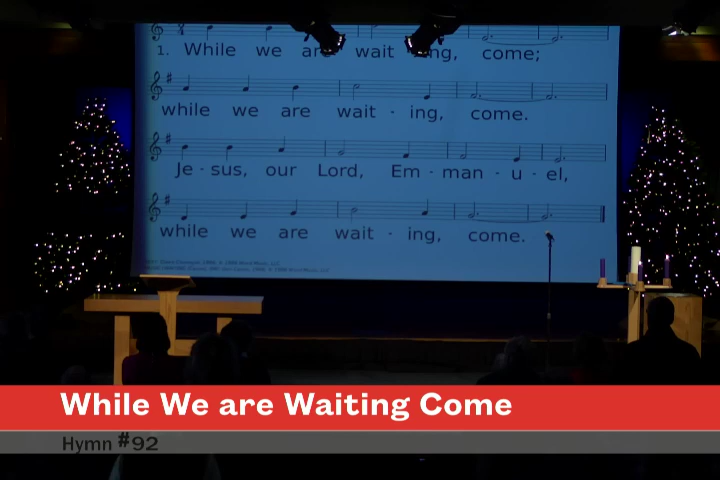 1. While we are wait ing, come;
while we are wait - ing, come.
Je - sus, our Lord, Em - man - u - el,
while we are wait - ing, come.
While We are Waiting Come
Hymn #92